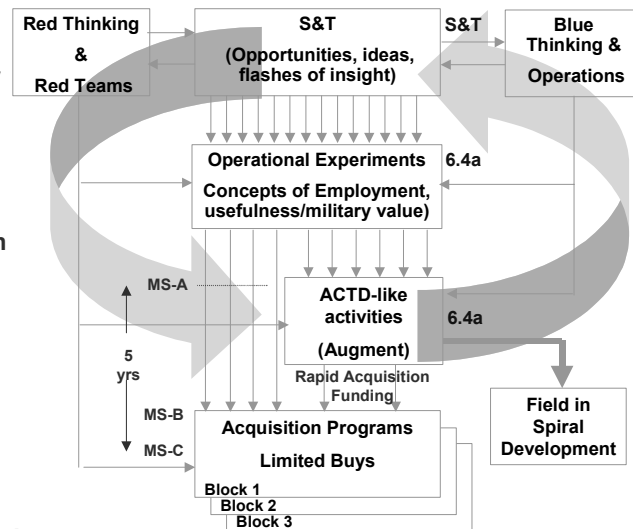 Red Thinking
&
Red Teams
S&T
(Opportunities, ideas,
flashes of insight)
S&T
Blue
Thinking &
Operations
Operational Experiments
Concepts of Employment,
usefulness/military value)
6.4a
MS-A
ACTD-like
activities
(Augment)
6.4a
5
yrs
Rapid Acquisition
Funding
MS-B
MS-C
Acquisition Programs
Limited Buys
Block 1
Block 2
Block 3
Field in
Spiral
Development